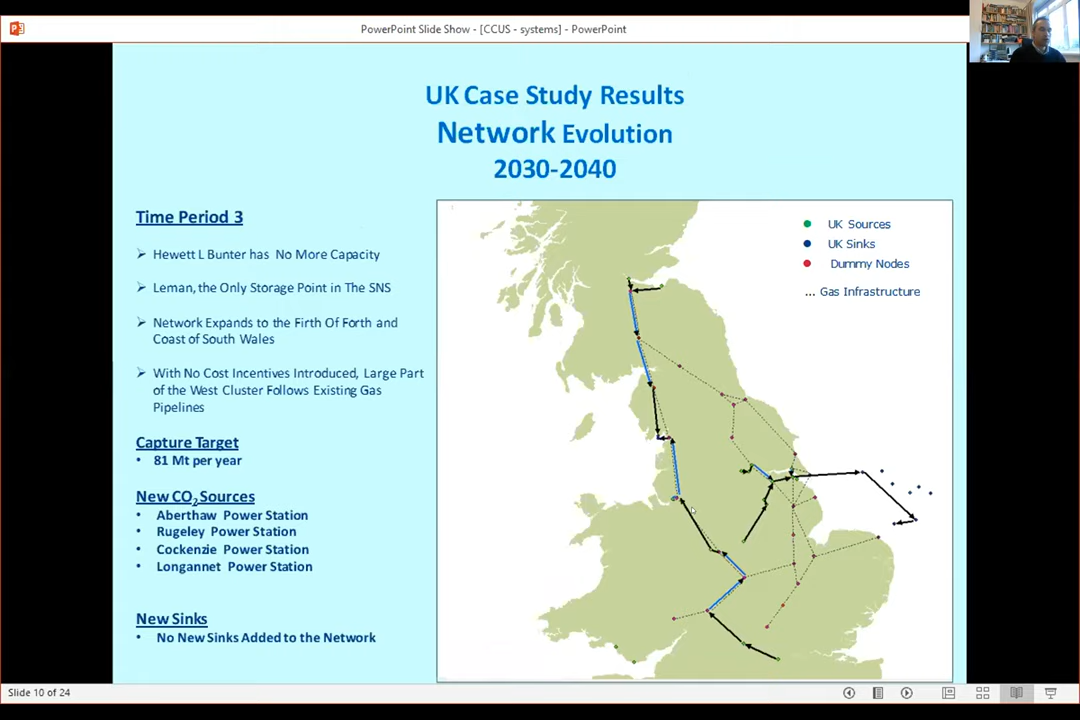 PowerPoint Slide Show - [CCUS - systems] - PowerPoint
UK Case Study Results
Network Evolution
2030-2040
Time Period 3
Hewett L Bunter has No More Capacity
Leman, the Only Storage Point in The SNS
Network Expands to the Firth Of Forth and
Coast of South Wales
With No Cost Incentives Introduced, Large Part
of the West Cluster Follows Existing Gas
Pipelines
Capture Target
• 81 Mt per year
New CO2 Sources
• Aberthaw Power Station
• Rugeley Power Station
• Cockenzie Power Station
• Longannet Power Station
New Sinks
• No New Sinks Added to the Network
UK Sources
UK Sinks
Dummy Nodes
... Gas Infrastructure
Slide 10 of 24